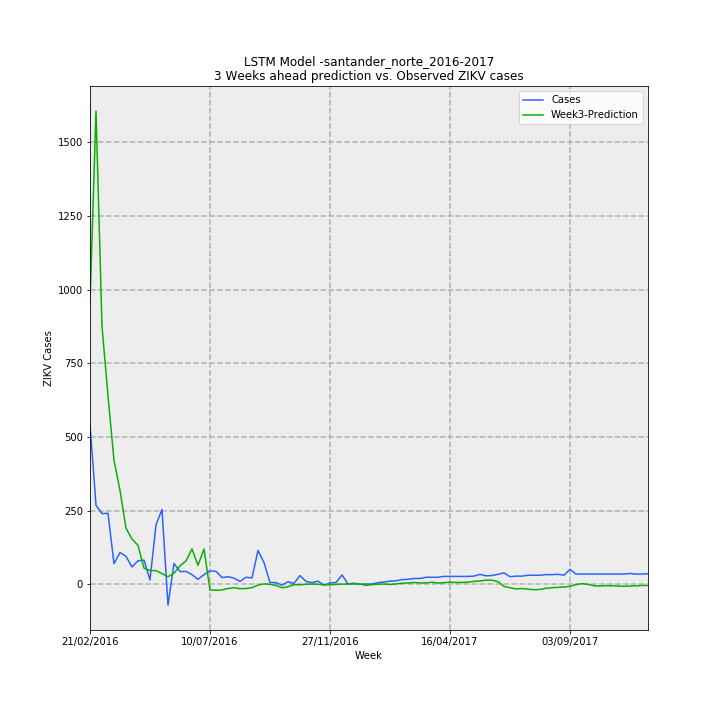 LSTM Model -santander_norte_2016-2017
3 Weeks ahead prediction vs. Observed ZIKV cases
Cases
Week3-Prediction
1500
1250
1000
750
500
250
0
ZIKV Cases
21/02/2016
10/07/2016
27/11/2016
16/04/2017
03/09/2017
Week